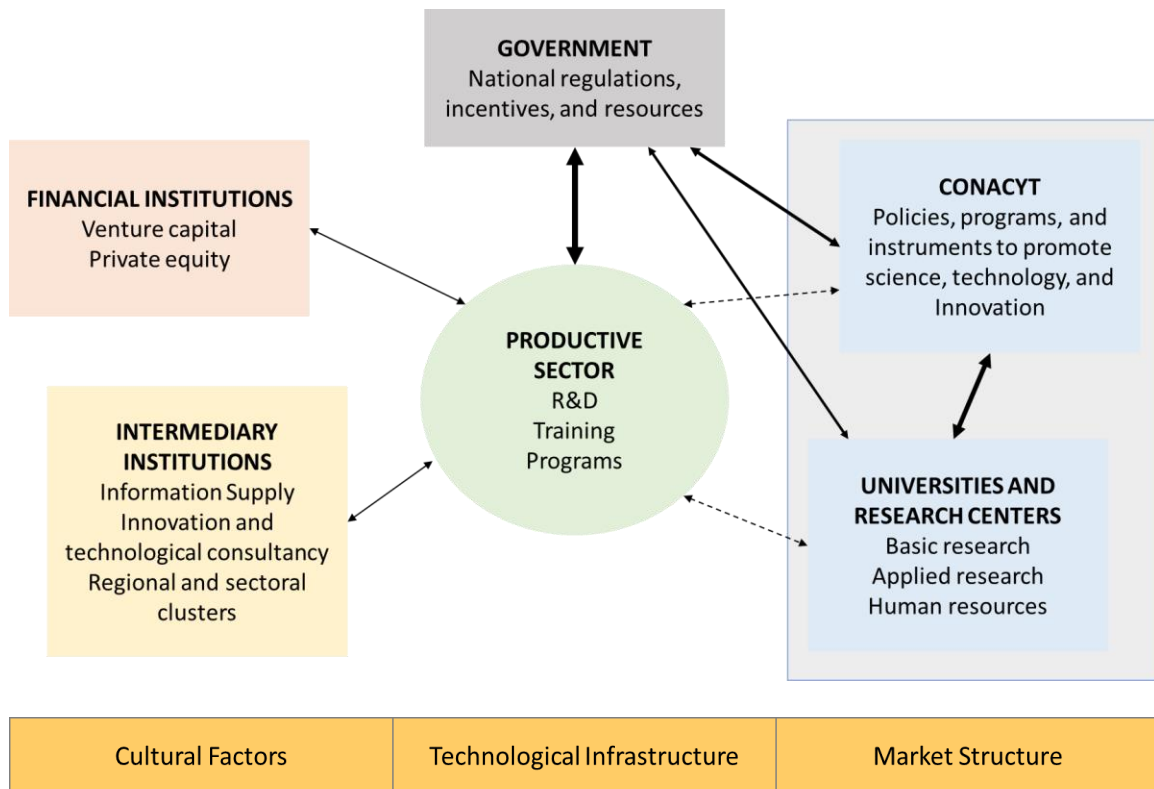 GOVERNMENT
National regulations,
incentives, and resources
FINANCIAL INSTITUTIONS
Venture capital
Private equity
CONACYT
Policies, programs, and
instruments to promote
science, technology, and
Innovation
PRODUCTIVE
SECTOR
R&D
Training
Programs
INTERMEDIARY
INSTITUTIONS
Information Supply
Innovation and
technological consultancy
Regional and sectoral
clusters
UNIVERSITIES AND
RESEARCH CENTERS
Basic research
Applied research
Human resources
Cultural Factors
Technological Infrastructure
Market Structure